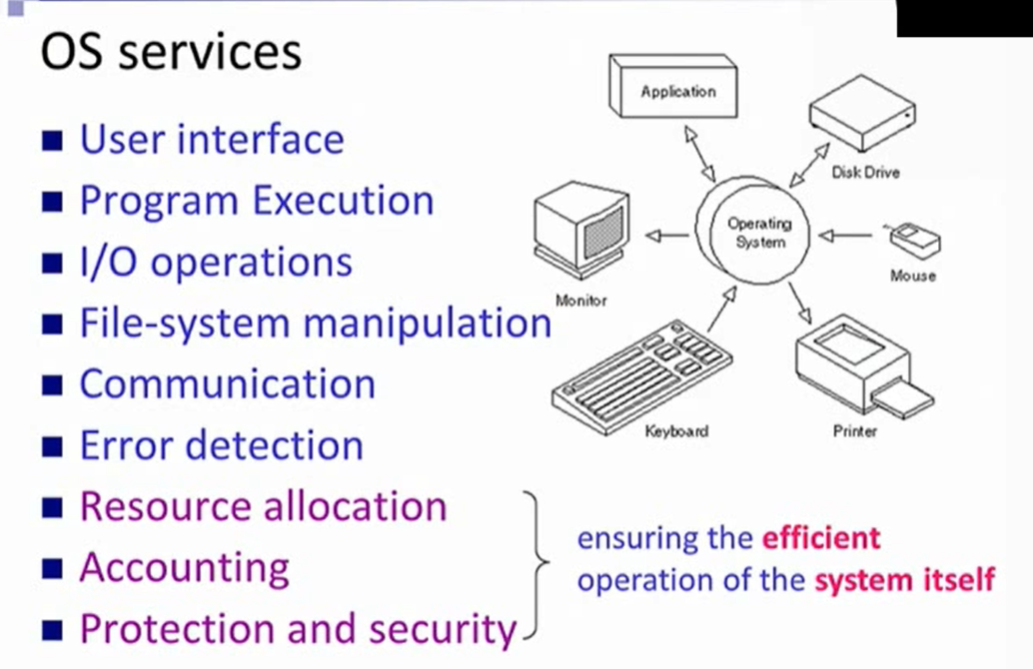 OS services
User interface
Program Execution
I/O operations
File-system manipulation
Communication
Error detection
Resource allocation
Accounting
Protection and security
ensuring the efficient
operation of the system itself
Application
Disk Drive
Operating
System
Mouse
Monitor
Keyboard
Printer